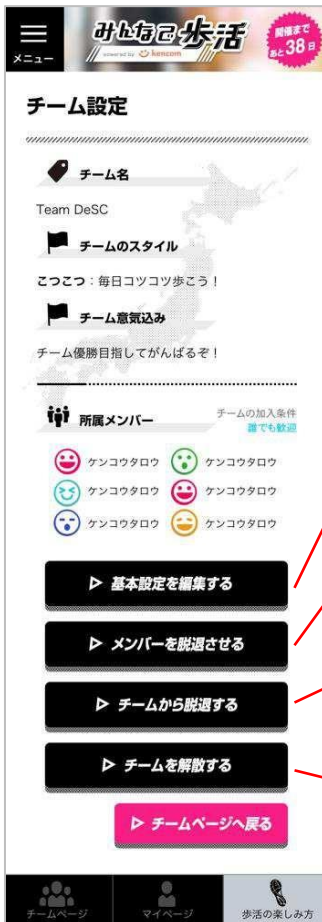 メニュー
みんなで歩活
powered by kencom
開催まで
あと38日
チーム設定
チーム名
Team DeSC
チームのスタイル
こつこつ：毎日コツコツ歩こう！
チーム意気込み
チーム優勝目指してがんばるぞ！
所属メンバー
チームの加入条件
誰でも歓迎
ケンコウタロウ ケンコウタロウ
ケンコウタロウ ケンコウタロウ
ケンコウタロウ ケンコウタロウ
▷ 基本設定を編集する
▷ メンバーを脱退させる
▷ チームから脱退する
▷ チームを解散する
▷ チームページへ戻る
チームページ マイページ 歩活の楽しみ方